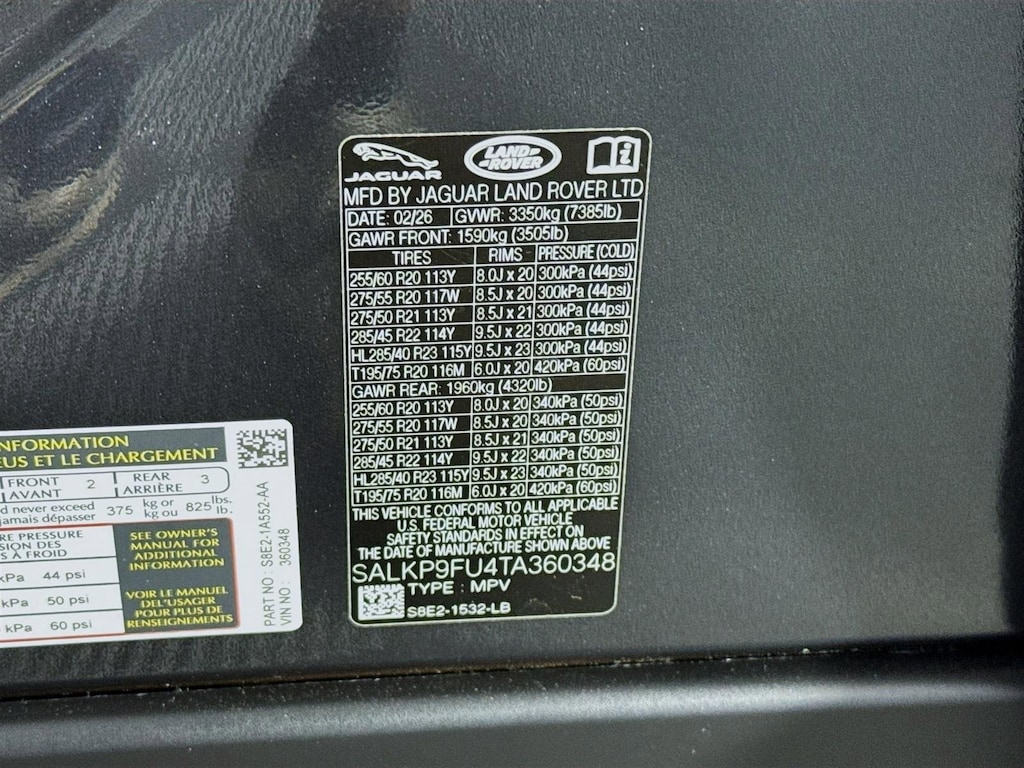 JAGUAR
LAND ROVER
MFD BY JAGUAR LAND ROVER LTD
DATE: 02/26 GVWR: 3350kg (7385lb)
GAWR FRONT: 1590kg (3505lb)
TIRES RIMS PRESSURE (COLD)
255/60 R20 113Y 8.0J x 20 300kPa (44psi)
275/55 R20 117W 8.5J x 20 300kPa (44psi)
275/50 R21 113Y 8.5J x 21 300kPa (44psi)
285/45 R22 114Y 9.5J x 22 300kPa (44psi)
HL285/40 R23 115Y 9.5J x 23 300kPa (44psi)
T195/75 R20 116M 6.0J x 20 420kPa (60psi)
GAWR REAR: 1960kg (4320lb)
255/60 R20 113Y 8.0J x 20 340kPa (50psi)
275/55 R20 117W 8.5J x 20 340kPa (50psi)
275/50 R21 113Y 8.5J x 21 340kPa (50psi)
285/45 R22 114Y 9.5J x 22 340kPa (50psi)
HL285/40 R23 115Y 9.5J x 23 340kPa (50psi)
T195/75 R20 116M 6.0J x 20 420kPa (60psi)
THIS VEHICLE CONFORMS TO ALL APPLICABLE
U.S. FEDERAL MOTOR VEHICLE
SAFETY STANDARDS IN EFFECT ON
THE DATE OF MANUFACTURE SHOWN ABOVE
SALKP9FU4TA360348
TYPE : MPV
S8E2-1532-LB
INFORMATION
EUS ET LE CHARGEMENT
FRONT 2 REAR 3
AVANT ARRIÈRE
d never exceed 375 kg or 825 lbs.
jamais dépasser kg ou lb.
RE PRESSURE
SION DES
S À FROID
kPa 44 psi
kPa 50 psi
kPa 60 psi
SEE OWNER'S
MANUAL FOR
ADDITIONAL
INFORMATION
VOIR LE MANUEL
DEL'USAGER
POUR PLUS DE
RENSEIGNEMENTS
PART NO : S8E2-1A552-AA
VIN NO : 360348